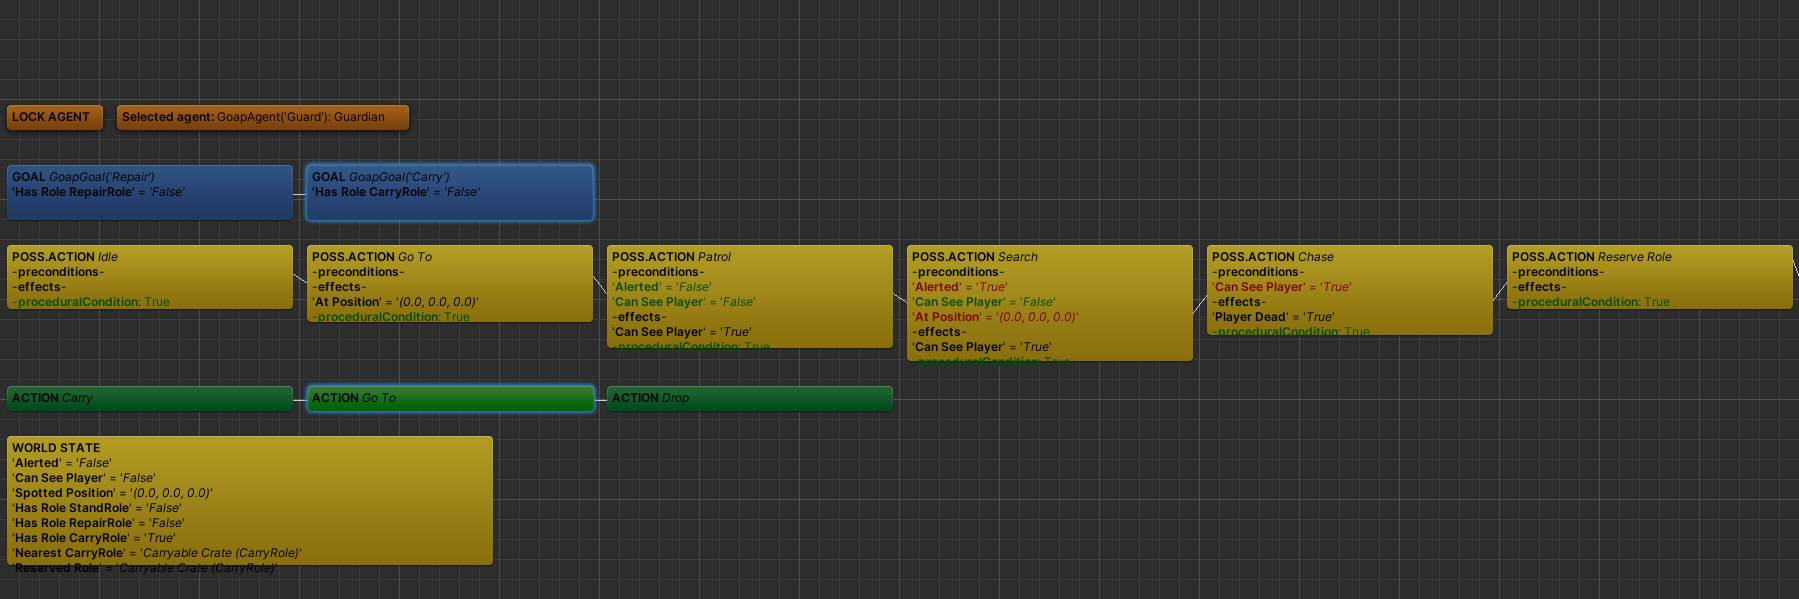 LOCK AGENT
Selected agent: GoapAgent('Guard'): Guardian
GOAL GoapGoal('Repair')
'Has Role RepairRole' = 'False'
GOAL GoapGoal('Carry')
'Has Role CarryRole' = 'False'
POSS.ACTION Idle
-preconditions-
-effects-
-proceduralCondition: True
POSS.ACTION Go To
-preconditions-
-effects-
'At Position' = '(0.0, 0.0, 0.0)'
-proceduralCondition: True
POSS.ACTION Patrol
-preconditions-
'Alerted' = 'False'
'Can See Player' = 'False'
-effects-
'Can See Player' = 'True'
-proceduralCondition: True
POSS.ACTION Search
-preconditions-
'Alerted' = 'True'
'Can See Player' = 'False'
'At Position' = '(0.0, 0.0, 0.0)'
-effects-
'Can See Player' = 'True'
-proceduralCondition: True
POSS.ACTION Chase
-preconditions-
'Can See Player' = 'True'
-effects-
'Player Dead' = 'True'
-proceduralCondition: True
POSS.ACTION Reserve Role
-preconditions-
-effects-
-proceduralCondition: True
ACTION Carry
ACTION Go To
ACTION Drop
WORLD STATE
'Alerted' = 'False'
'Can See Player' = 'False'
'Spotted Position' = '(0.0, 0.0, 0.0)'
'Has Role StandRole' = 'False'
'Has Role RepairRole' = 'False'
'Has Role CarryRole' = 'True'
'Nearest CarryRole' = 'Carryable Crate (CarryRole)'
'Reserved Role' = 'Carryable Crate (CarryRole)'